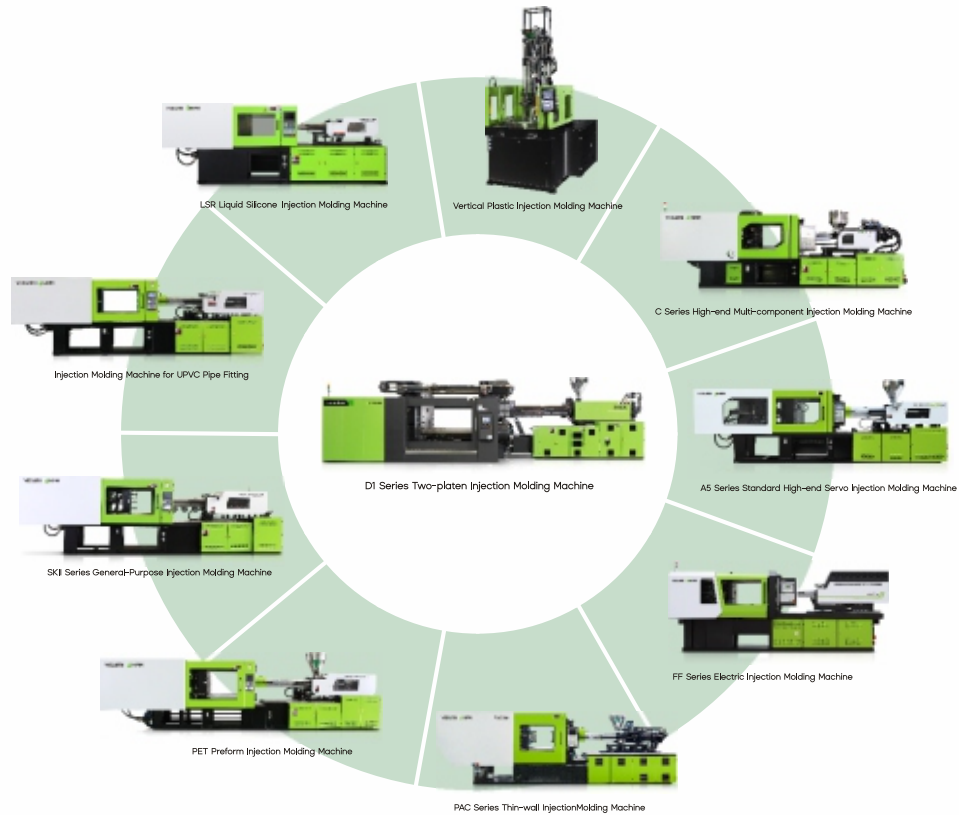 Vertical Plastic Injection Molding Machine
LSR Liquid Silicone Injection Molding Machine
C Series High-end Multi-component Injection Molding Machine
Injection Molding Machine for UPVC Pipe Fitting
D1 Series Two-platen Injection Molding Machine
A5 Series Standard High-end Servo Injection Molding Machine
SKII Series General-Purpose Injection Molding Machine
FF Series Electric Injection Molding Machine
PET Preform Injection Molding Machine
PAC Series Thin-wall InjectionMolding Machine